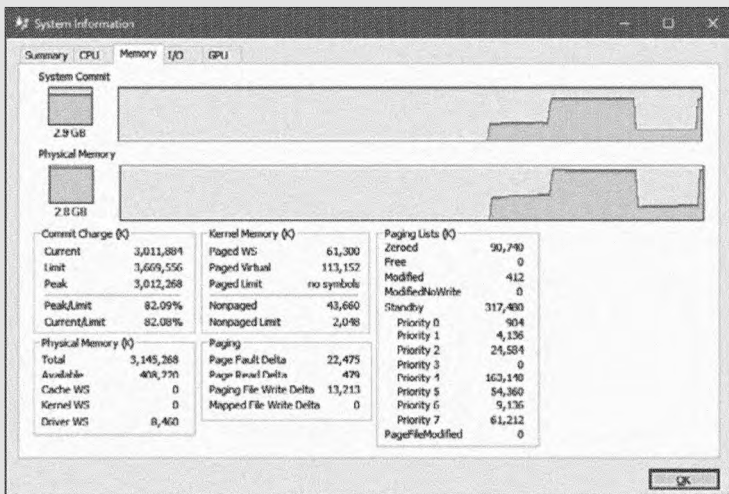 System Information
Summary CPU Memory I/O GPU
System Commit
2.9 GB
Physical Memory
2.8 GB
Commit Charge (K)
Current 3,011,884
Limit 3,669,556
Peak 3,012,268
Peak/Limit 82.09%
Current/Limit 82.08%
Physical Memory (K)
Total 3,145,268
Available 408,220
Cache WS 0
Kernel WS 0
Driver WS 8,460
Kernel Memory (K)
Paged WS 61,300
Paged Virtual 113,152
Paged Limit no symbols
Nonpaged 43,660
Nonpaged Limit 2,048
Paging
Page Fault Delta 22,475
Page Read Delta 479
Paging File Write Delta 13,213
Mapped File Write Delta 0
Paging Lists (K)
Zeroed 90,740
Free 0
Modified 412
ModifiedNoWrite 0
Standby 317,480
Priority 0 904
Priority 1 4,136
Priority 2 24,584
Priority 3 0
Priority 4 163,148
Priority 5 54,360
Priority 6 9,136
Priority 7 61,212
PageFileModified 0
OK